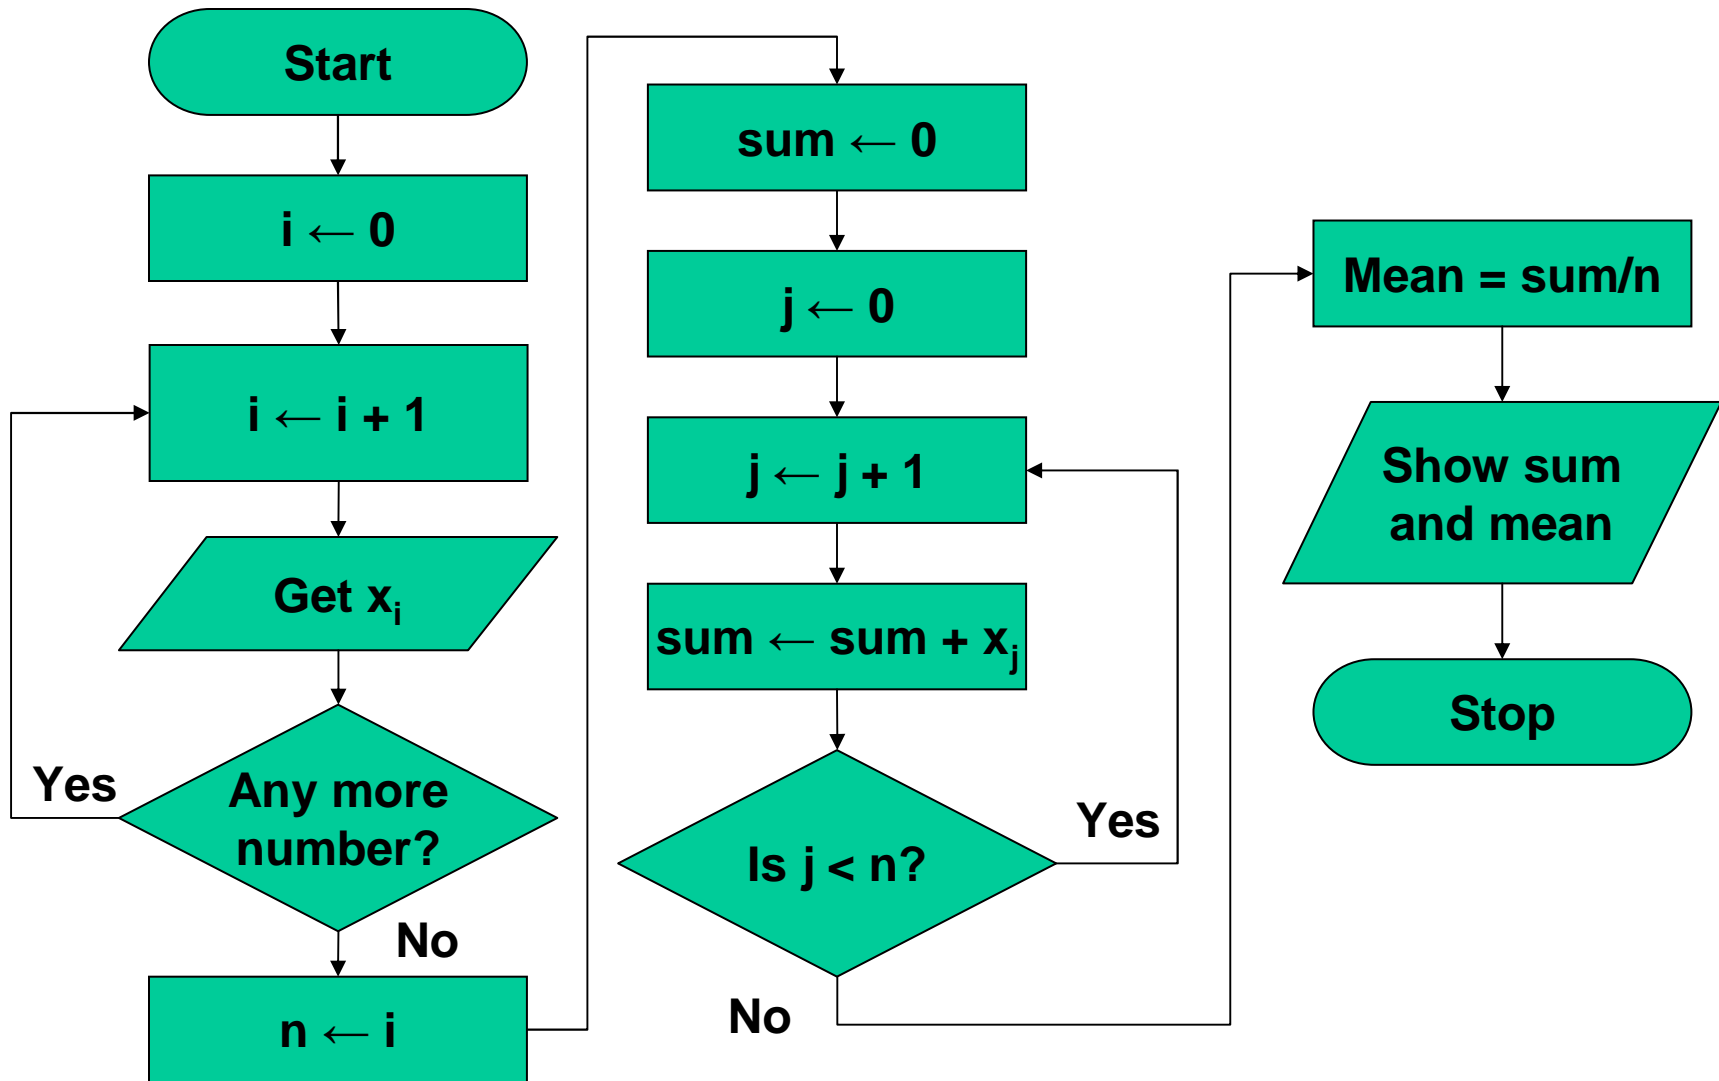 Start
i ← 0
i ← i + 1
Get xᵢ
Any more
number?
Yes
No
n ← i
sum ← 0
j ← 0
j ← j + 1
sum ← sum + xⱼ
Is j < n?
Yes
No
Mean = sum/n
Show sum
and mean
Stop